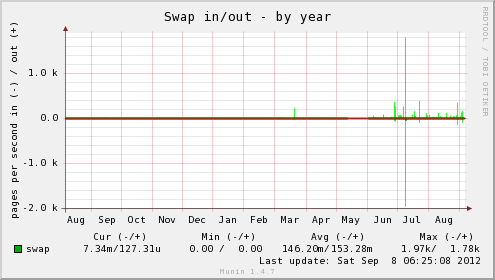 Swap in/out - by year
RRDTOOL / TOBI OETIKER
pages per second in (-) / out (+)
1.0 k
0.0
-1.0 k
-2.0 k
Aug Sep Oct Nov Dec Jan Feb Mar Apr May Jun Jul Aug
Cur (-/+) Min (-/+) Avg (-/+) Max (-/+)
swap 7.34m/127.31u 0.00 / 0.00 146.20m/153.28m 1.97k/ 1.78k
Last update: Sat Sep 8 06:25:08 2012
Munin 1.4.7